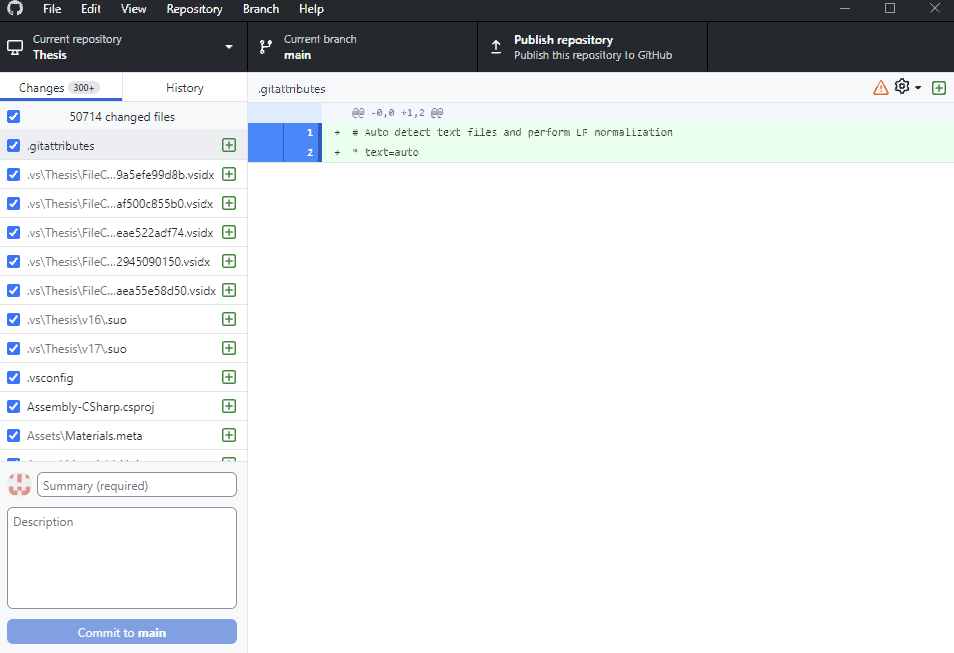 File Edit View Repository Branch Help
Current repository
Thesis
Current branch
main
Publish repository
Publish this repository to GitHub
Changes 300+
History
50714 changed files
.gitattributes
.vs\Thesis\FileC...9a5efe99d8b.vsidx
.vs\Thesis\FileC...af500c855b0.vsidx
.vs\Thesis\FileC...eae522adf74.vsidx
.vs\Thesis\FileC...2945090150.vsidx
.vs\Thesis\FileC...aea55e58d50.vsidx
.vs\Thesis\v16\.suo
.vs\Thesis\v17\.suo
.vsconfig
Assembly-CSharp.csproj
Assets\Materials.meta
Summary (required)
Description
Commit to main
.gitattributes
@@ -0,0 +1,2 @@
1 + # Auto detect text files and perform LF normalization
2 + * text=auto